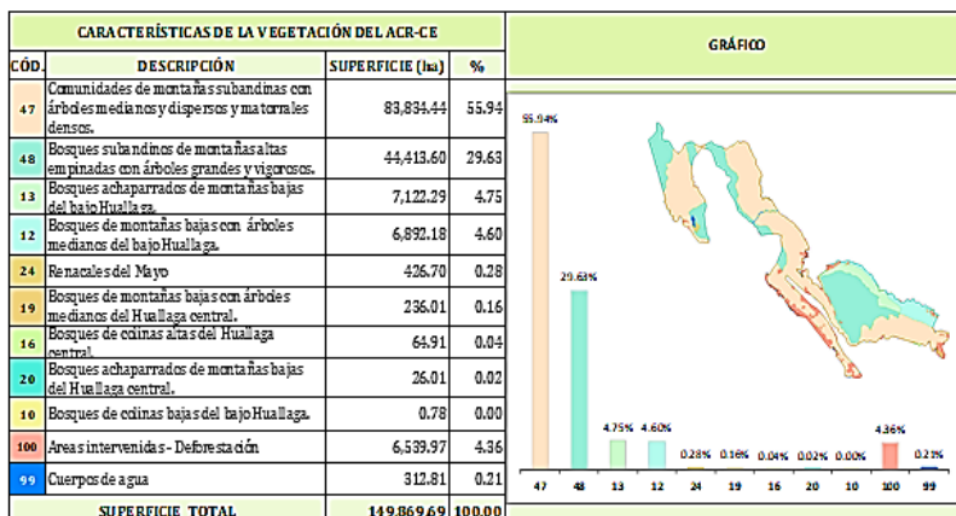 CARACTERÍSTICAS DE LA VEGETACIÓN DEL ACR-CE
GRÁFICO
CÓD. DESCRIPCIÓN SUPERFICIE (ha) %
47 Comunidades de montañas subandinas con
árboles medianos y dispersos y matorrales
densos. 83,834.44 55.94
48 Bosques subandinos de montañas altas
empinadas con árboles grandes y vigorosos. 44,413.60 29.63
13 Bosques achaparrados de montañas bajas
del bajo Huallaga. 7,122.29 4.75
12 Bosques de montañas bajas con árboles
medianos del bajo Huallaga. 6,892.18 4.60
24 Renacales del Mayo 426.70 0.28
19 Bosques de montañas bajas con árboles
medianos del Huallaga central. 236.01 0.16
16 Bosques de colinas altas del Huallaga
central. 64.91 0.04
20 Bosques achaparrados de montañas bajas
del Huallaga central. 26.01 0.02
10 Bosques de colinas bajas del bajo Huallaga. 0.78 0.00
100 Areas intervenidas - Deforestación 6,539.97 4.36
99 Cuerpos de agua 312.81 0.21
SUPERFICIE TOTAL 149,869.69 100.00
55.94%
29.63%
4.75% 4.60% 0.28% 0.16% 0.04% 0.02% 0.00% 4.36% 0.21%
47 48 13 12 24 19 16 20 10 100 99